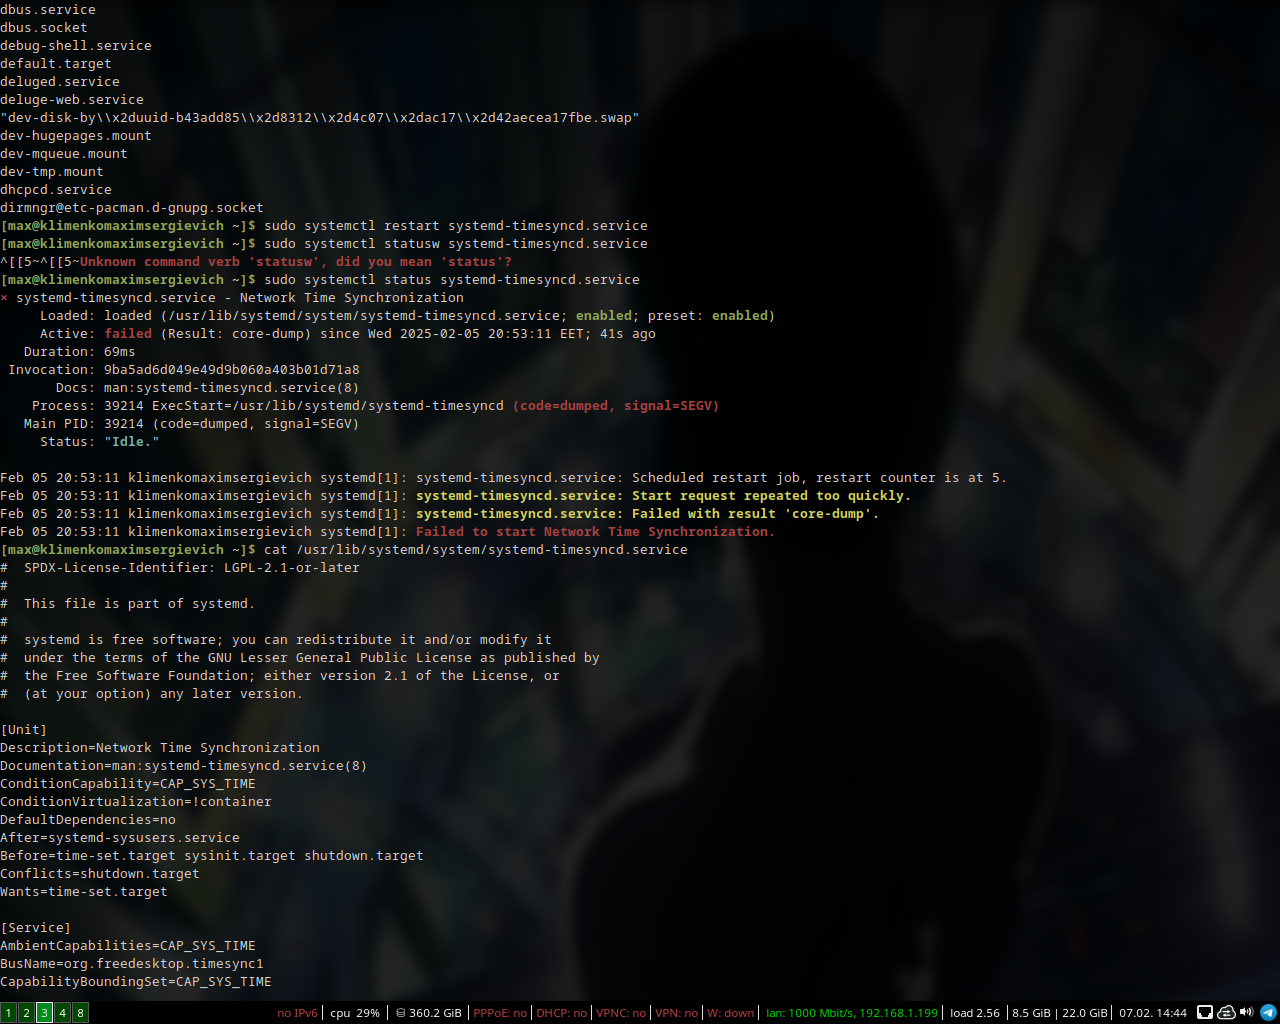 dbus.service
dbus.socket
debug-shell.service
default.target
deluged.service
deluge-web.service
"dev-disk-by\\x2duuid-b43add85\\x2d8312\\x2d4c07\\x2dac17\\x2d42aecea17fbe.swap"
dev-hugepages.mount
dev-mqueue.mount
dev-tmp.mount
dhcpcd.service
dirmngr@etc-pacman.d-gnupg.socket
[max@klimenkomaximsergievich ~]$ sudo systemctl restart systemd-timesyncd.service
[max@klimenkomaximsergievich ~]$ sudo systemctl statusw systemd-timesyncd.service
^[[5~^[[5~Unknown command verb 'statusw', did you mean 'status'?
[max@klimenkomaximsergievich ~]$ sudo systemctl status systemd-timesyncd.service
× systemd-timesyncd.service - Network Time Synchronization
     Loaded: loaded (/usr/lib/systemd/system/systemd-timesyncd.service; enabled; preset: enabled)
     Active: failed (Result: core-dump) since Wed 2025-02-05 20:53:11 EET; 41s ago
   Duration: 69ms
 Invocation: 9ba5ad6d049e49d9b060a403b01d71a8
       Docs: man:systemd-timesyncd.service(8)
    Process: 39214 ExecStart=/usr/lib/systemd/systemd-timesyncd (code=dumped, signal=SEGV)
   Main PID: 39214 (code=dumped, signal=SEGV)
     Status: "Idle."
Feb 05 20:53:11 klimenkomaximsergievich systemd[1]: systemd-timesyncd.service: Scheduled restart job, restart counter is at 5.
Feb 05 20:53:11 klimenkomaximsergievich systemd[1]: systemd-timesyncd.service: Start request repeated too quickly.
Feb 05 20:53:11 klimenkomaximsergievich systemd[1]: systemd-timesyncd.service: Failed with result 'core-dump'.
Feb 05 20:53:11 klimenkomaximsergievich systemd[1]: Failed to start Network Time Synchronization.
[max@klimenkomaximsergievich ~]$ cat /usr/lib/systemd/system/systemd-timesyncd.service
#  SPDX-License-Identifier: LGPL-2.1-or-later
#
#  This file is part of systemd.
#
#  systemd is free software; you can redistribute it and/or modify it
#  under the terms of the GNU Lesser General Public License as published by
#  the Free Software Foundation; either version 2.1 of the License, or
#  (at your option) any later version.
[Unit]
Description=Network Time Synchronization
Documentation=man:systemd-timesyncd.service(8)
ConditionCapability=CAP_SYS_TIME
ConditionVirtualization=!container
DefaultDependencies=no
After=systemd-sysusers.service
Before=time-set.target sysinit.target shutdown.target
Conflicts=shutdown.target
Wants=time-set.target
[Service]
AmbientCapabilities=CAP_SYS_TIME
BusName=org.freedesktop.timesync1
CapabilityBoundingSet=CAP_SYS_TIME
1 2 3 4 8 no IPv6 | cpu 29% | 360.2 GiB | PPPoE: no | DHCP: no | VPNC: no | VPN: no | W: down | lan: 1000 Mbit/s, 192.168.1.199 | load 2.56 | 8.5 GiB | 22.0 GiB | 07.02. 14:44